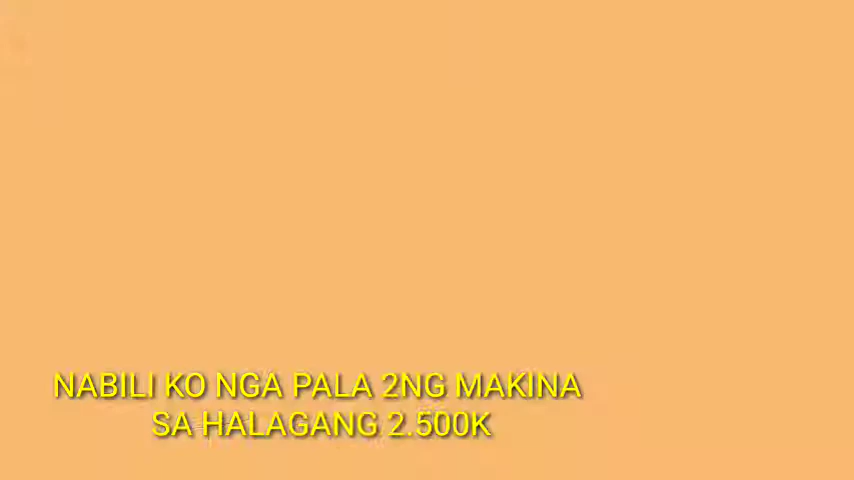 NABILI KO NGA PALA 2NG MAKINA
SA HALAGANG 2.500K